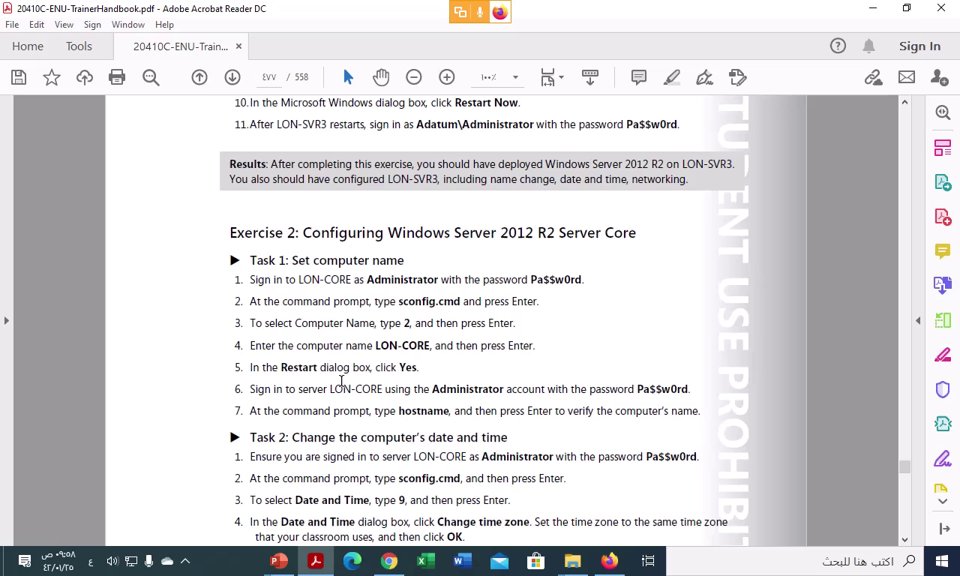 20410C-ENU-TrainerHandbook.pdf - Adobe Acrobat Reader DC
File Edit View Sign Window Help
Home Tools 20410C-ENU-Train... × Sign In
٤٧٧ / 558
10. In the Microsoft Windows dialog box, click Restart Now.
11. After LON-SVR3 restarts, sign in as Adatum\Administrator with the password Pa$$w0rd.
Results: After completing this exercise, you should have deployed Windows Server 2012 R2 on LON-SVR3.
You also should have configured LON-SVR3, including name change, date and time, networking.
Exercise 2: Configuring Windows Server 2012 R2 Server Core
Task 1: Set computer name
1. Sign in to LON-CORE as Administrator with the password Pa$$w0rd.
2. At the command prompt, type sconfig.cmd and press Enter.
3. To select Computer Name, type 2, and then press Enter.
4. Enter the computer name LON-CORE, and then press Enter.
5. In the Restart dialog box, click Yes.
6. Sign in to server LON-CORE using the Administrator account with the password Pa$$w0rd.
7. At the command prompt, type hostname, and then press Enter to verify the computer's name.
Task 2: Change the computer's date and time
1. Ensure you are signed in to server LON-CORE as Administrator with the password Pa$$w0rd.
2. At the command prompt, type sconfig.cmd, and then press Enter.
3. To select Date and Time, type 9, and then press Enter.
4. In the Date and Time dialog box, click Change time zone. Set the time zone to the same time zone
that your classroom uses, and then click OK.
USE PROHIBIT
ع
٠٩:٥٨ ص
٤٢/٠١/٢٥
اكتب هنا للبحث